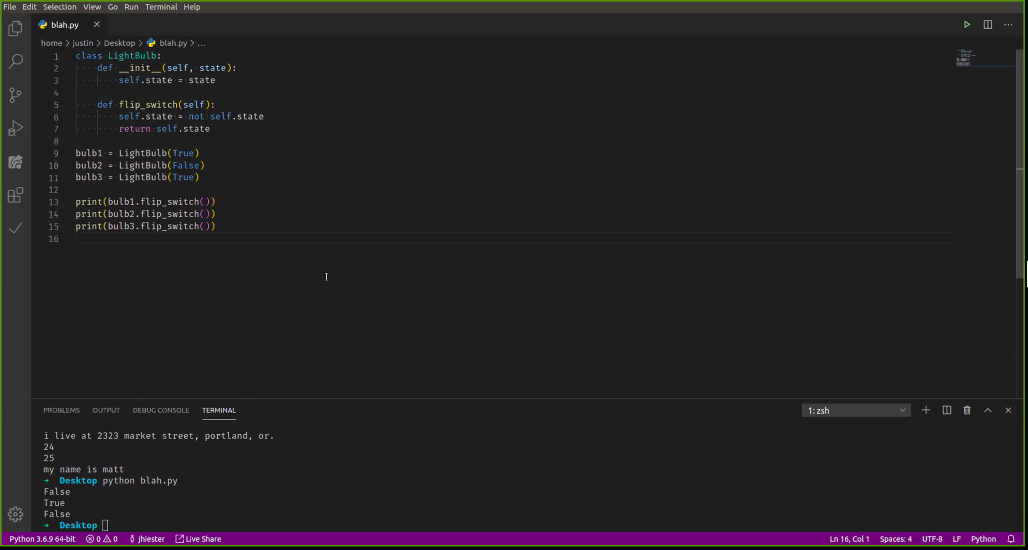 File Edit Selection View Go Run Terminal Help
blah.py
home > justin > Desktop > blah.py > ...
1 class LightBulb:
2 def __init__(self, state):
3 self.state = state
4
5 def flip_switch(self):
6 self.state = not self.state
7 return self.state
8
9 bulb1 = LightBulb(True)
10 bulb2 = LightBulb(False)
11 bulb3 = LightBulb(True)
12
13 print(bulb1.flip_switch())
14 print(bulb2.flip_switch())
15 print(bulb3.flip_switch())
16
PROBLEMS OUTPUT DEBUG CONSOLE TERMINAL 1: zsh
i live at 2323 market street, portland, or.
24
25
my name is matt
→ Desktop python blah.py
False
True
False
→ Desktop
Python 3.6.9 64-bit 0 0 jhiester Live Share Ln 16, Col 1 Spaces: 4 UTF-8 LF Python